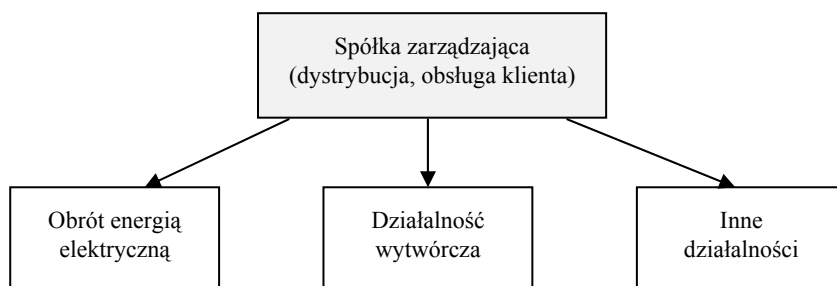 Spółka zarządzająca
(dystrybucja, obsługa klienta)
Obrót energią
elektryczną
Działalność
wytwórcza
Inne
działalności